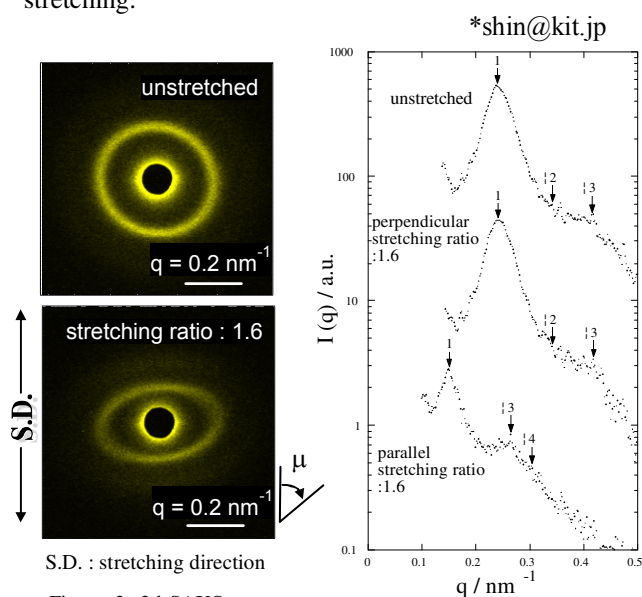 stretching.
*shin@kit.jp
unstretched
q = 0.2 nm-1
stretching ratio : 1.6
q = 0.2 nm-1
S.D.
μ
S.D. : stretching direction
1000
100
10
1
0.1
I (q) / a.u.
unstretched
1
¦2
¦3
perpendicular
stretching ratio
:1.6
1
¦2
¦3
parallel
stretching ratio
:1.6
1
¦3
¦4
0 0.1 0.2 0.3 0.4 0.5
q / nm -1